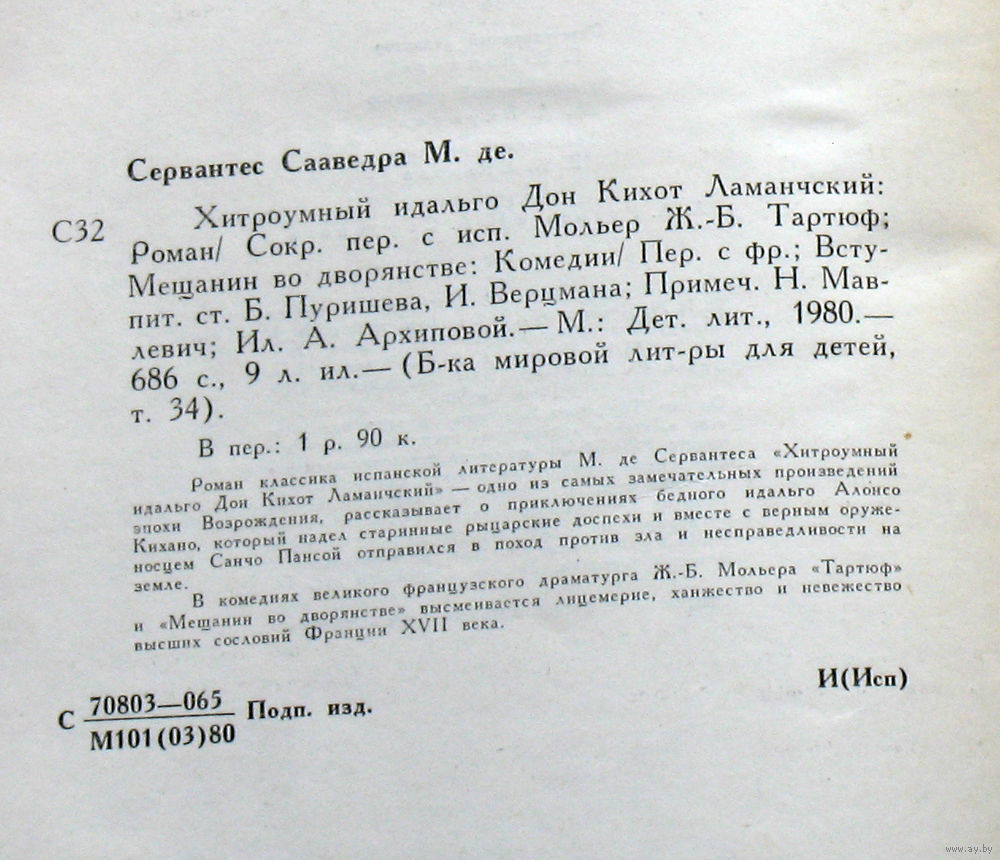 Сервантес Сааведра М. де.
С32 Хитроумный идальго Дон Кихот Ламанчский:
Роман/ Сокр. пер. с исп. Мольер Ж.-Б. Тартюф;
Мещанин во дворянстве: Комедии/ Пер. с фр.; Всту-
пит. ст. Б. Пуришева, И. Верцмана; Примеч. Н. Мав-
левич; Ил. А. Архиповой.— М.: Дет. лит., 1980.—
686 с., 9 л. ил.— (Б-ка мировой лит-ры для детей,
т. 34).
В пер.: 1 р. 90 к.
Роман классика испанской литературы М. де Сервантеса «Хитроумный
идальго Дон Кихот Ламанчский» — одно из самых замечательных произведений
эпохи Возрождения, рассказывает о приключениях бедного идальго Алонсо
Кихано, который надел старинные рыцарские доспехи и вместе с верным оруже-
носцем Санчо Пансой отправился в поход против зла и несправедливости на
земле.
В комедиях великого французского драматурга Ж.-Б. Мольера «Тартюф»
и «Мещанин во дворянстве» высмеивается лицемерие, ханжество и невежество
высших сословий Франции XVII века.
И(Исп)
С 70803—065
М101(03)80 Подп. изд.
www.ay.by